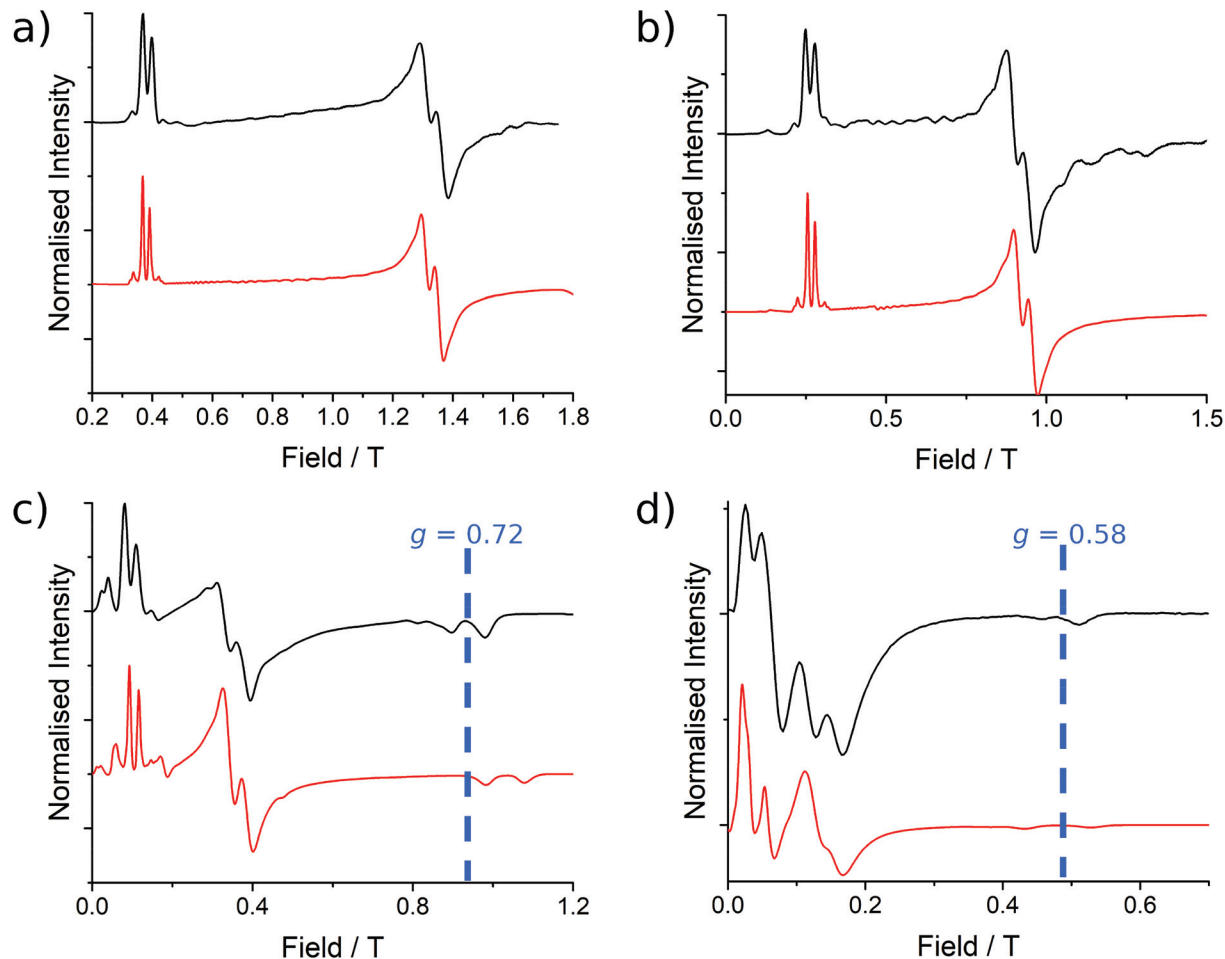 a)
Normalised Intensity
0.2 0.4 0.6 0.8 1.0 1.2 1.4 1.6 1.8
Field / T
b)
Normalised Intensity
0.0 0.5 1.0 1.5
Field / T
c)
g = 0.72
Normalised Intensity
0.0 0.4 0.8 1.2
Field / T
d)
g = 0.58
Normalised Intensity
0.0 0.2 0.4 0.6
Field / T